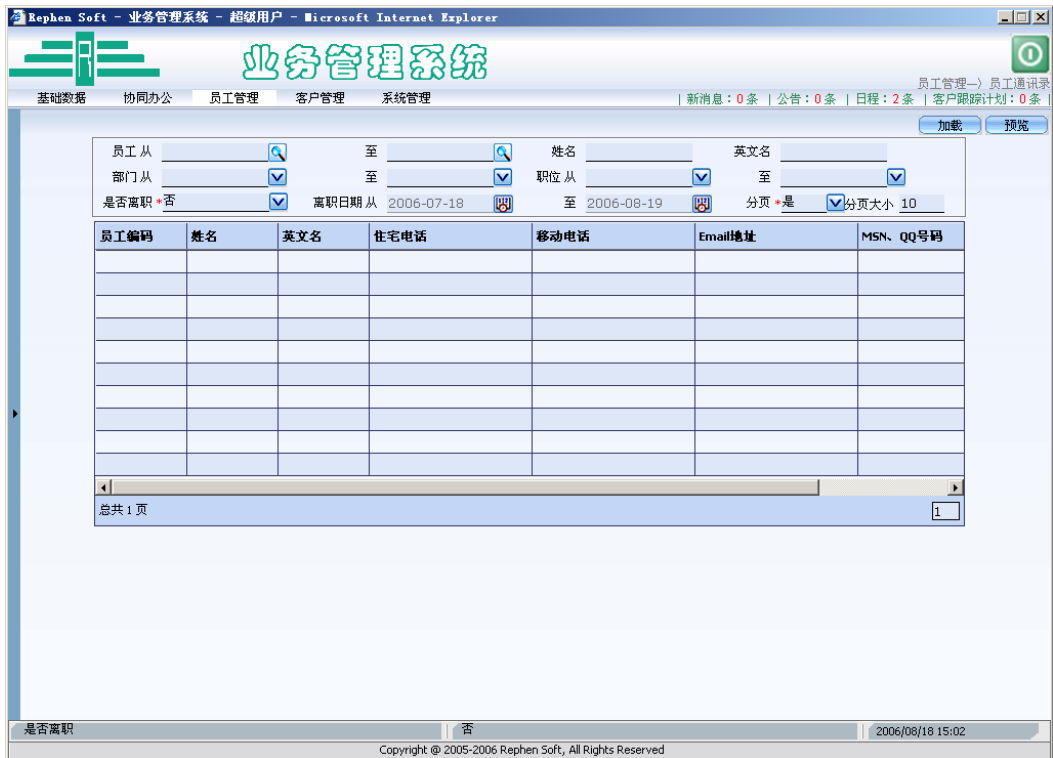 Rephen Soft - 业务管理系统 - 超级用户 - Microsoft Internet Explorer
业务管理系统
员工管理—〉员工通讯录
基础数据 协同办公 员工管理 客户管理 系统管理 | 新消息：0条 | 公告：0条 | 日程：2条 | 客户跟踪计划：0条 |
加载 预览
员工 从 至 姓名 英文名
部门 从 至 职位 从 至
是否离职 *否 离职日期 从 2006-07-18 至 2006-08-19 分页 *是 分页大小 10
员工编码 姓名 英文名 住宅电话 移动电话 Email地址 MSN、QQ号码
总共 1 页 1
是否离职 否 2006/08/18 15:02
Copyright @ 2005-2006 Rephen Soft, All Rights Reserved